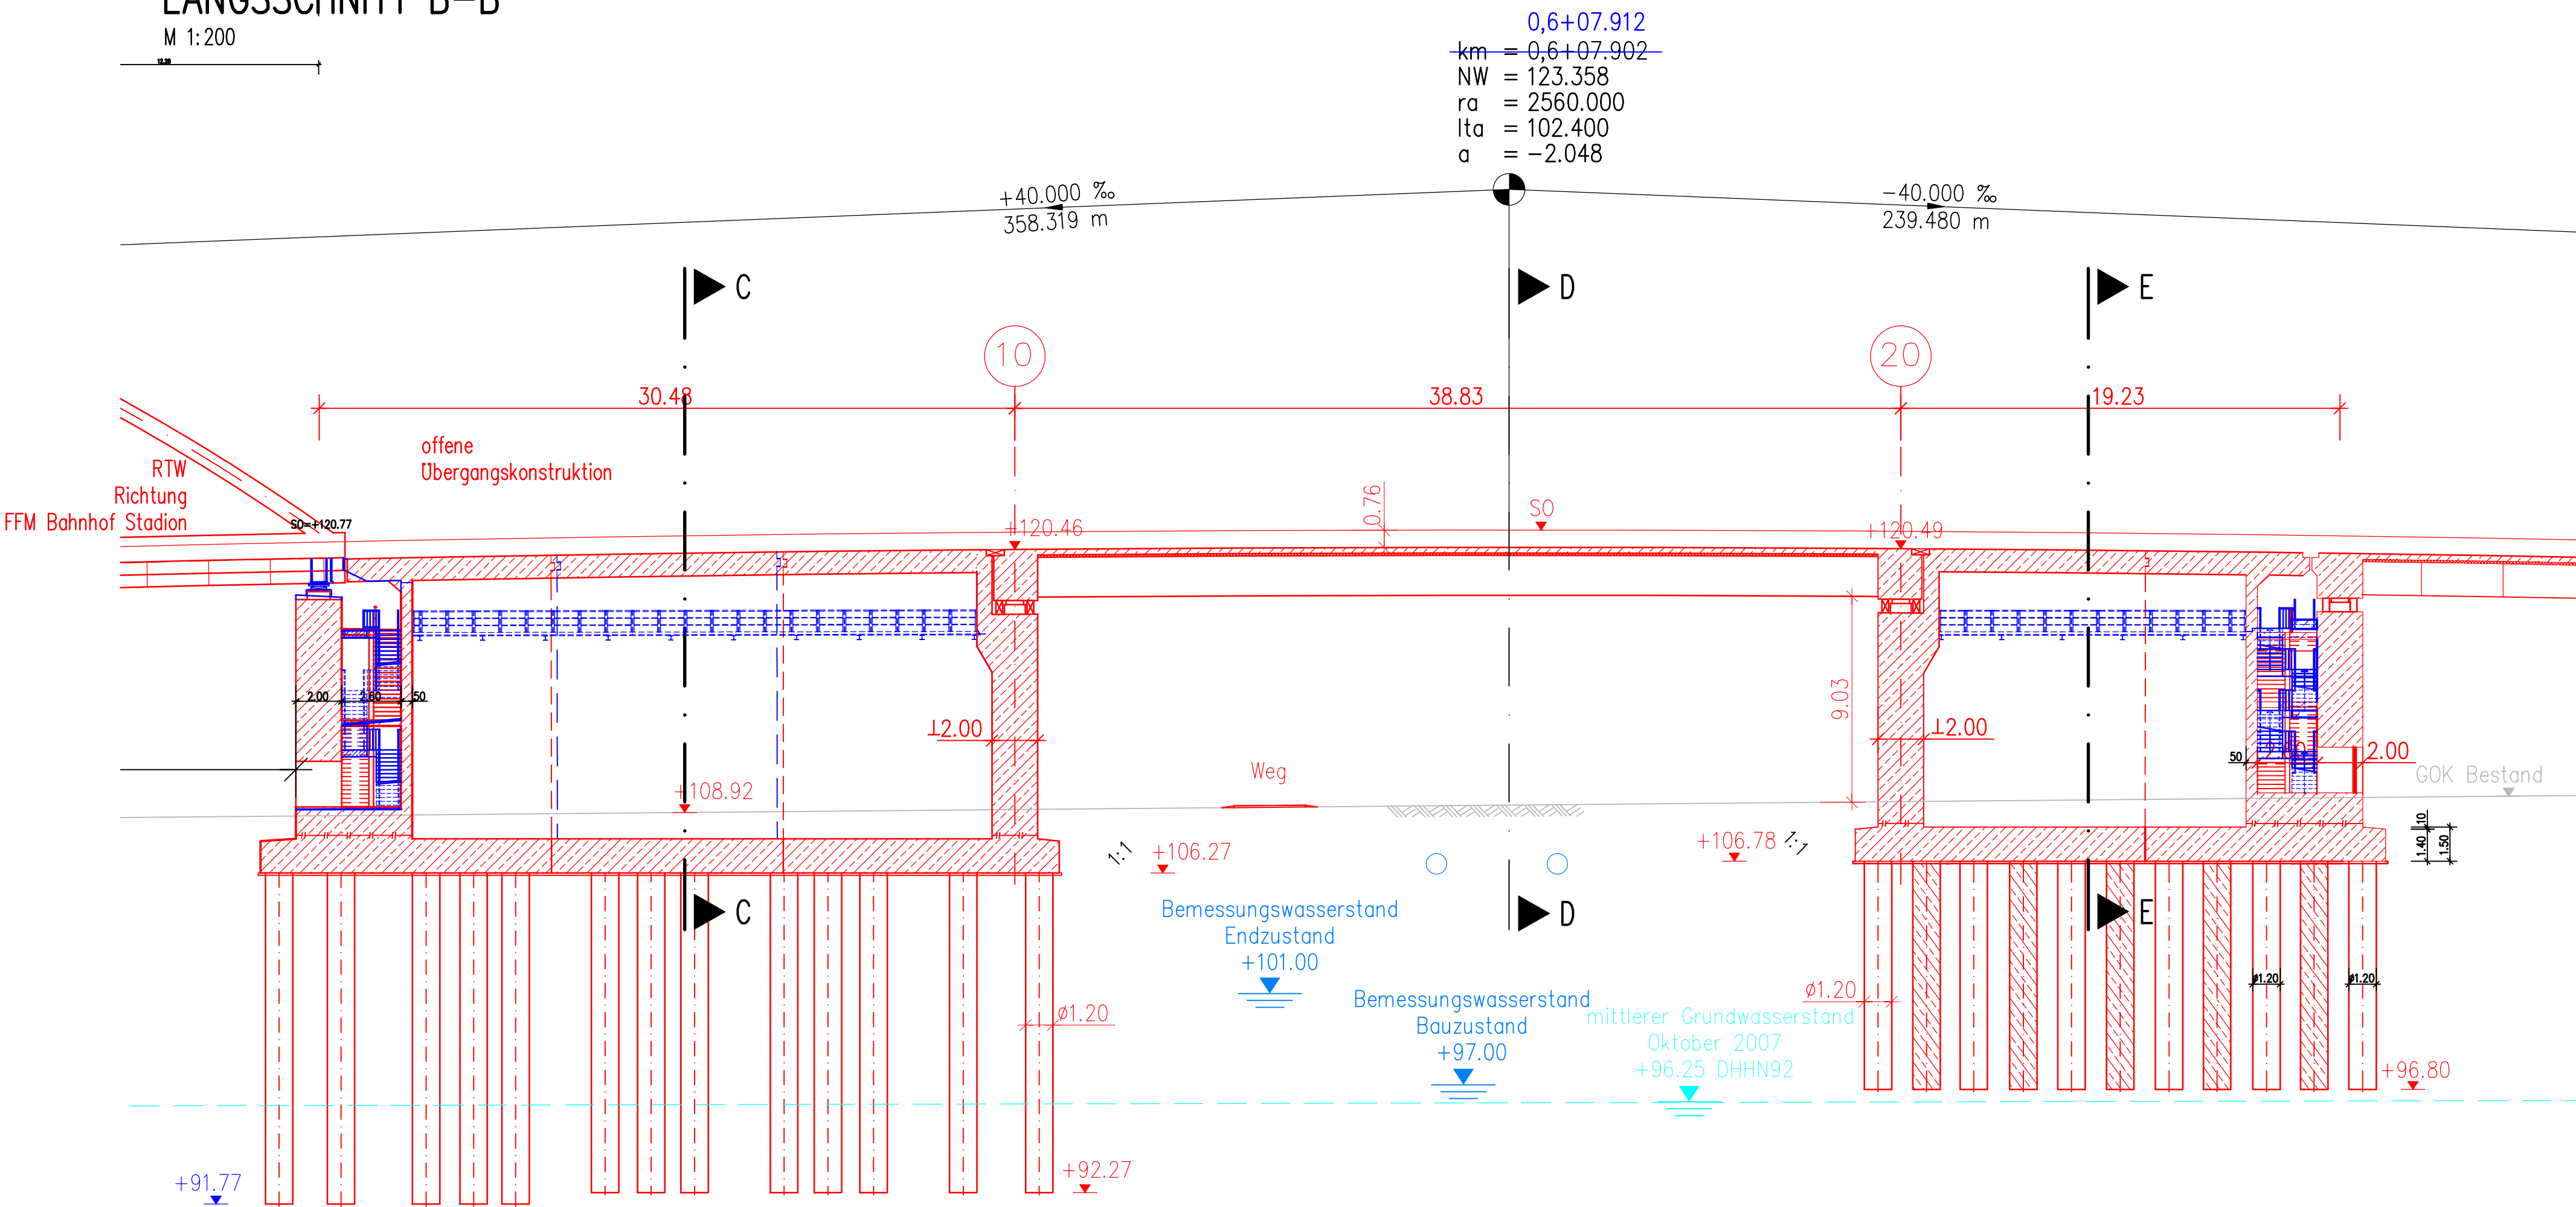 LÄNGSSCHNITT B-B
M 1:200
12.20
0,6+07.912
km = 0,6+07.902
NW = 123.358
ra = 2560.000
lta = 102.400
a = -2.048
+40.000 ‰
358.319 m
-40.000 ‰
239.480 m
C
D
E
10
20
30.48
38.83
19.23
offene
Übergangskonstruktion
RTW
Richtung
FFM Bahnhof Stadion
SO=+120.77
+120.46
0.76
SO
+120.49
2.00
2.60
50
⊥2.00
9.03
⊥2.00
50
2.00
Weg
GOK Bestand
+108.92
1:1
+106.27
+106.78
1:1
10
1.40
1.50
Bemessungswasserstand
Endzustand
+101.00
C
D
E
Bemessungswasserstand
Bauzustand
+97.00
mittlerer Grundwasserstand
Oktober 2007
+96.25 DHHN92
ø1.20
ø1.20
ø1.20
ø1.20
+96.80
+91.77
+92.27